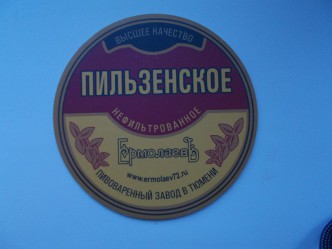 ВЫСШЕЕ КАЧЕСТВО
ПИЛЬЗЕНСКОЕ
НЕФИЛЬТРОВАННОЕ
ЕрмолаевЪ
www.ermolaev72.ru
ПИВОВАРЕННЫЙ ЗАВОД В ТЮМЕНИ